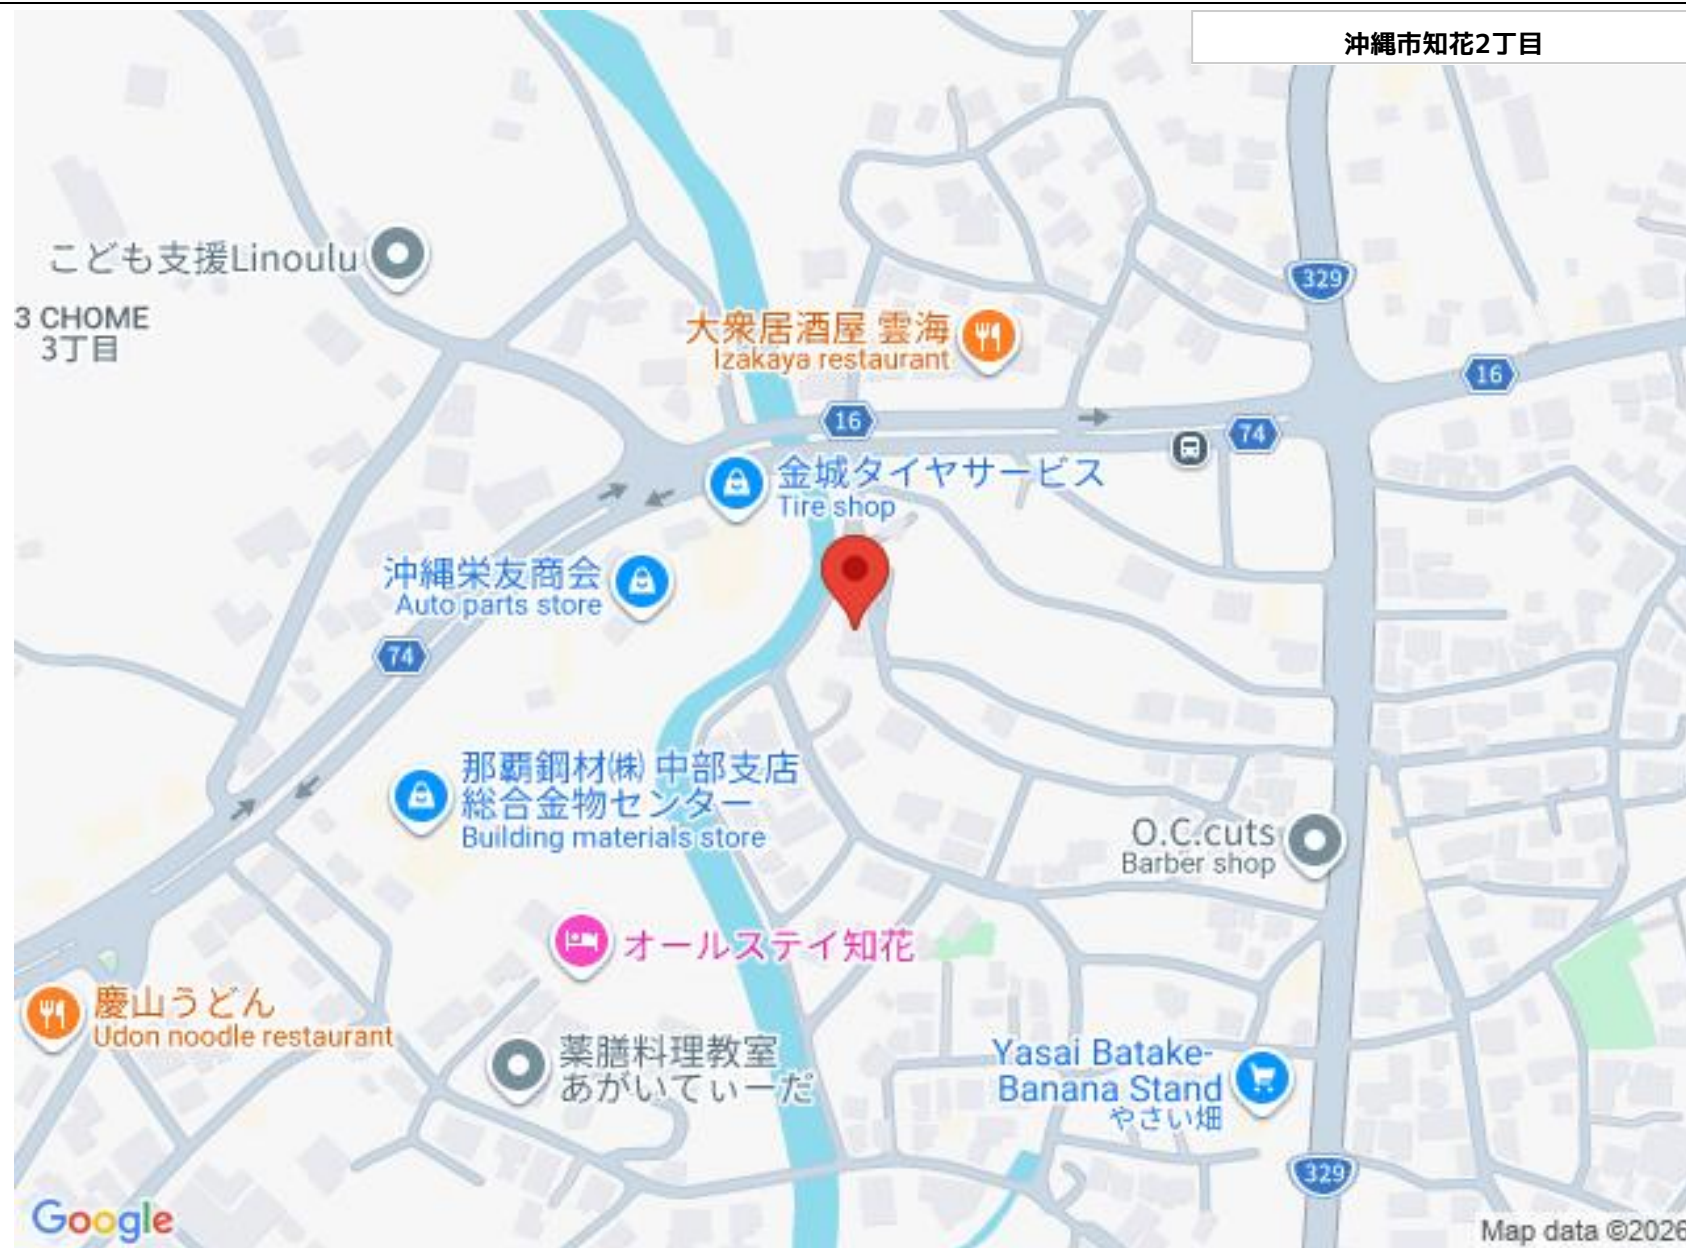 沖縄市知花2丁目
こども支援Linoulu
3 CHOME
3丁目
329
大衆居酒屋 雲海
Izakaya restaurant
16
16
74
金城タイヤサービス
Tire shop
沖縄栄友商会
Auto parts store
74
那覇鋼材㈱ 中部支店
総合金物センター
Building materials store
O.C.cuts
Barber shop
オールステイ知花
慶山うどん
Udon noodle restaurant
薬膳料理教室
あがいてぃーだ
Yasai Batake-
Banana Stand
やさい畑
329
Google
Map data ©2026